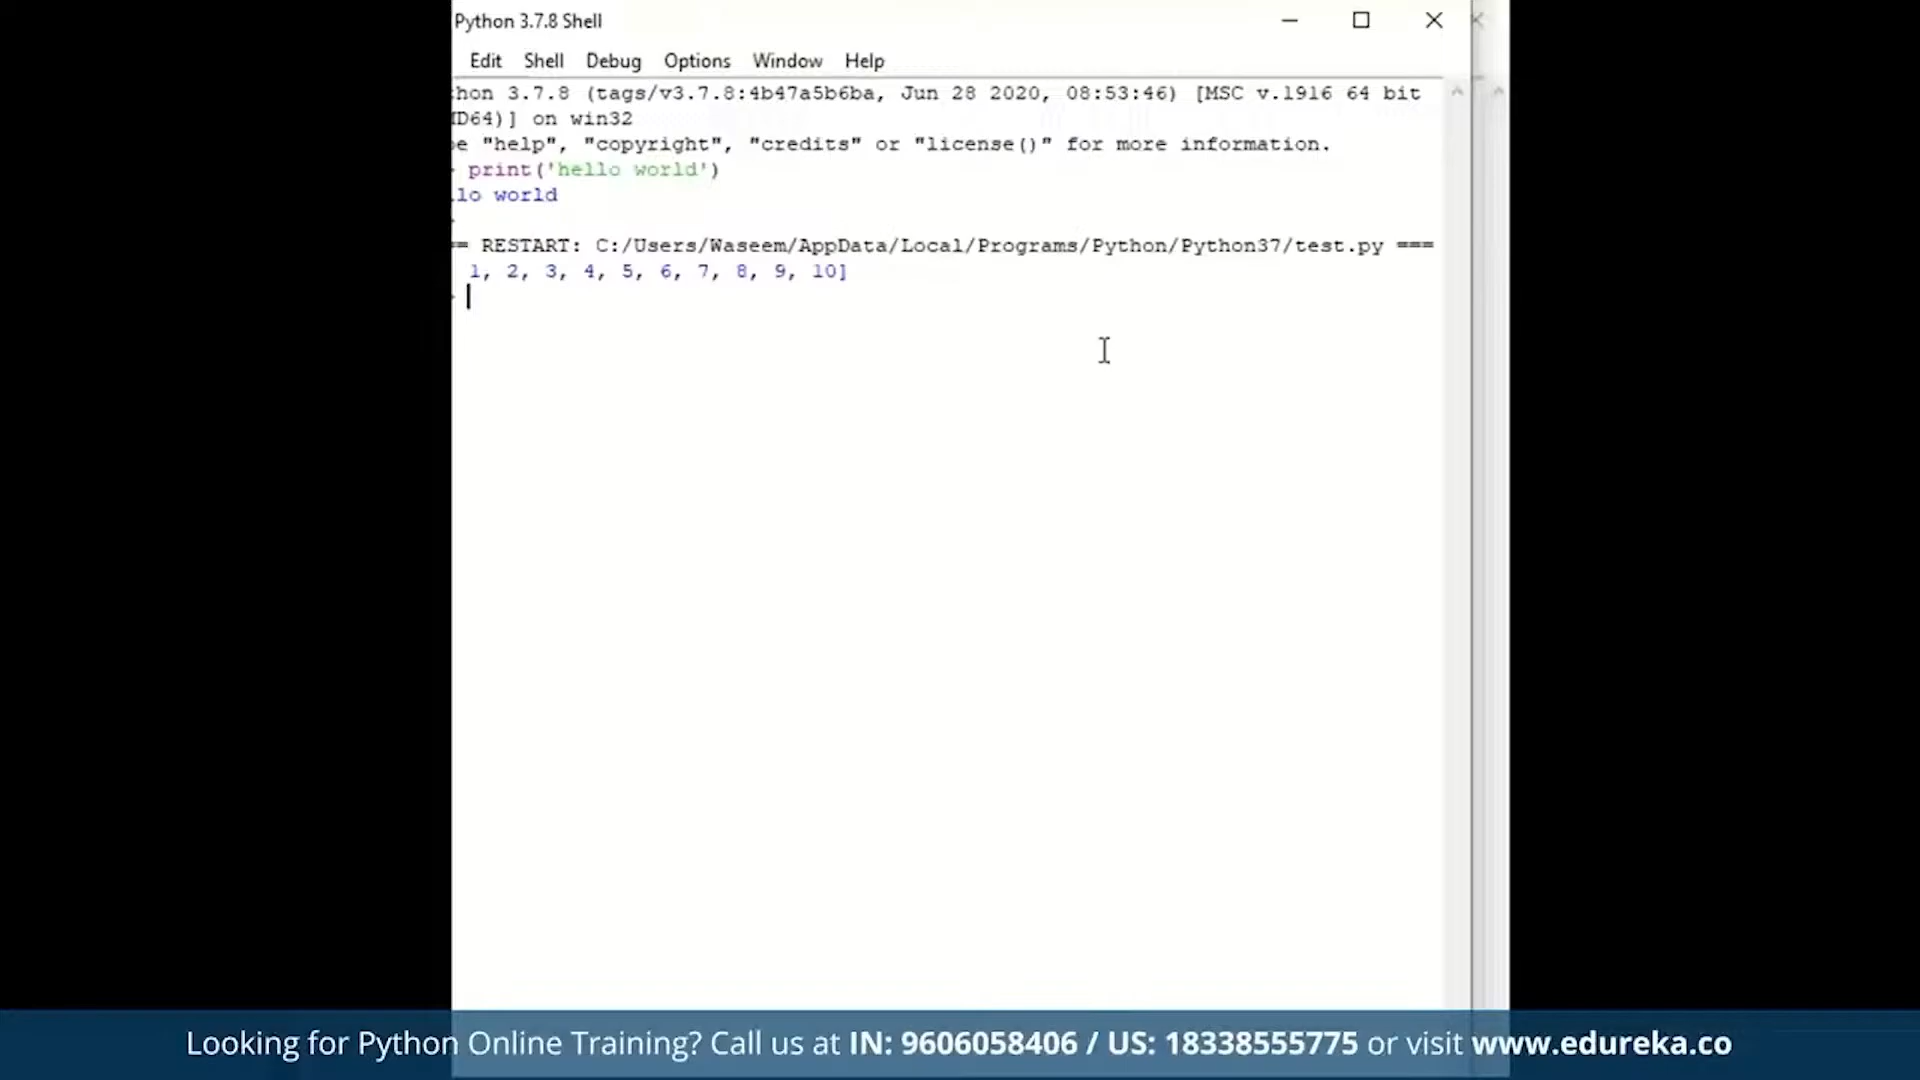 Python 3.7.8 Shell
Edit Shell Debug Options Window Help
hon 3.7.8 (tags/v3.7.8:4b47a5b6ba, Jun 28 2020, 08:53:46) [MSC v.1916 64 bit
D64)] on win32
e "help", "copyright", "credits" or "license()" for more information.
print('hello world')
lo world
= RESTART: C:/Users/Waseem/AppData/Local/Programs/Python/Python37/test.py ===
1, 2, 3, 4, 5, 6, 7, 8, 9, 10]
Looking for Python Online Training? Call us at IN: 9606058406 / US: 18338555775 or visit www.edureka.co